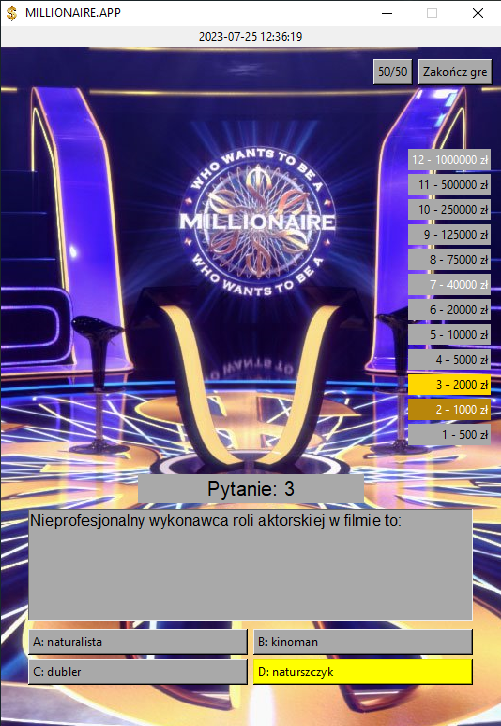 MILLIONAIRE.APP
2023-07-25 12:36:19
50/50
Zakończ gre
WHO WANTS TO BE A
MILLIONAIRE
WHO WANTS TO BE A
12 - 1000000 zł
11 - 500000 zł
10 - 250000 zł
9 - 125000 zł
8 - 75000 zł
7 - 40000 zł
6 - 20000 zł
5 - 10000 zł
4 - 5000 zł
3 - 2000 zł
2 - 1000 zł
1 - 500 zł
Pytanie: 3
Nieprofesjonalny wykonawca roli aktorskiej w filmie to:
A: naturalista
B: kinoman
C: dubler
D: naturszczyk